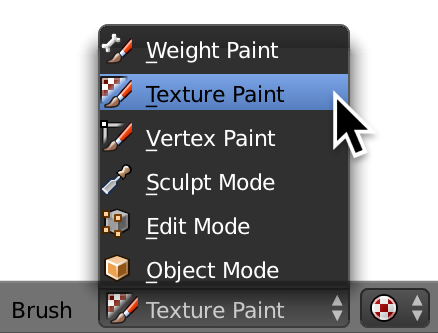 Weight Paint
Texture Paint
Vertex Paint
Sculpt Mode
Edit Mode
Object Mode
Brush Texture Paint